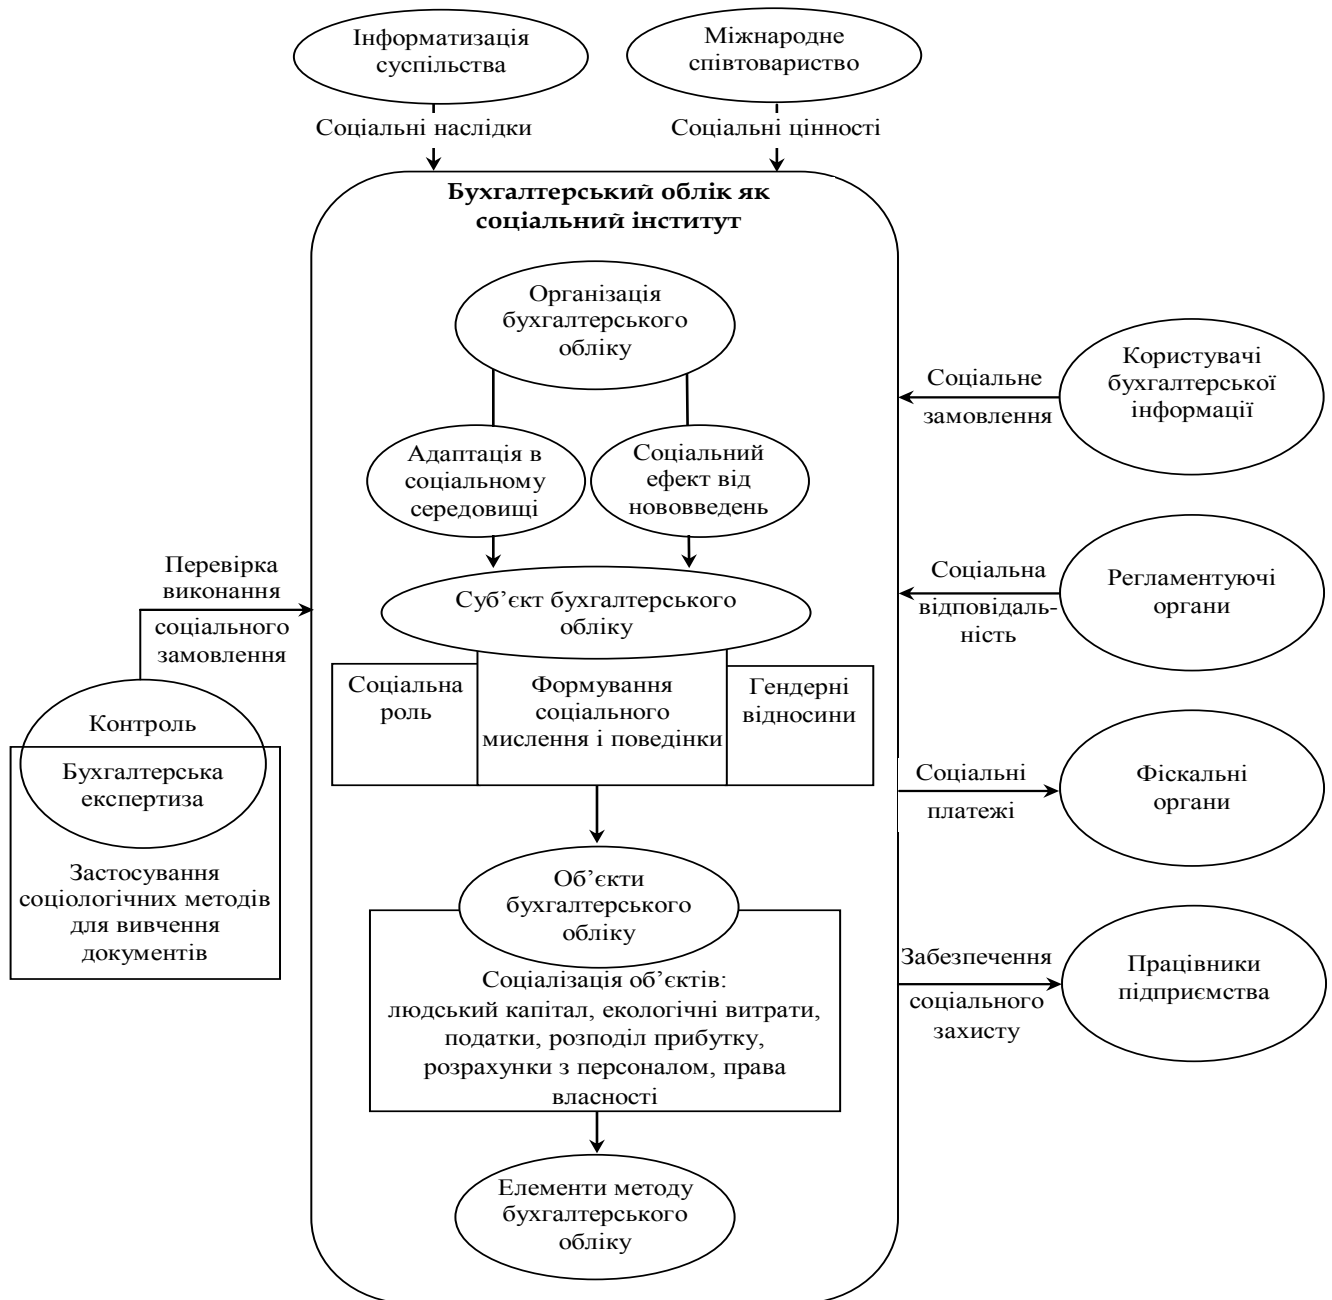 Інформатизація
суспільства
Міжнародне
співтовариство
Соціальні наслідки
Соціальні цінності
Бухгалтерський облік як
соціальний інститут
Організація
бухгалтерського
обліку
Адаптація в
соціальному
середовищі
Соціальний
ефект від
нововведень
Суб’єкт бухгалтерського
обліку
Соціальна
роль
Формування
соціального
мислення і поведінки
Гендерні
відносини
Об’єкти
бухгалтерського
обліку
Соціалізація об’єктів:
людський капітал, екологічні витрати,
податки, розподіл прибутку,
розрахунки з персоналом, права
власності
Елементи методу
бухгалтерського
обліку
Перевірка
виконання
соціального
замовлення
Контроль
Бухгалтерська
експертиза
Застосування
соціологічних методів
для вивчення
документів
Соціальне
замовлення
Користувачі
бухгалтерської
інформації
Соціальна
відповідаль-
ність
Регламентуючі
органи
Соціальні
платежі
Фіскальні
органи
Забезпечення
соціального
захисту
Працівники
підприємства